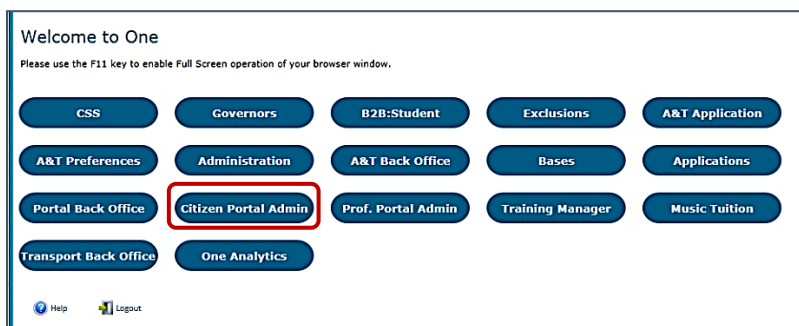 Welcome to One
Please use the F11 key to enable Full Screen operation of your browser window.
CSS Governors B2B:Student Exclusions A&T Application
A&T Preferences Administration A&T Back Office Bases Applications
Portal Back Office Citizen Portal Admin Prof. Portal Admin Training Manager Music Tuition
Transport Back Office One Analytics
Help Logout